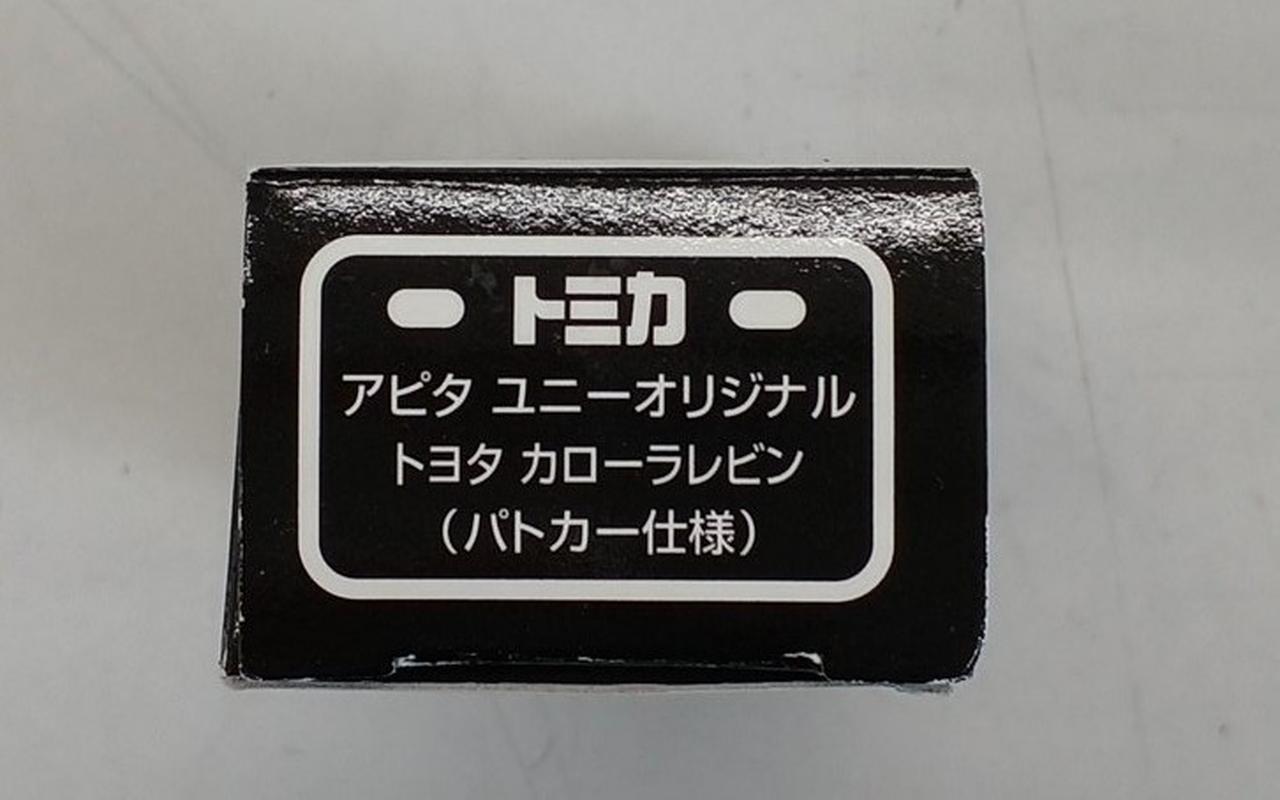 トミカ
アピタ ユニーオリジナル
トヨタ カローラレビン
（パトカー仕様）